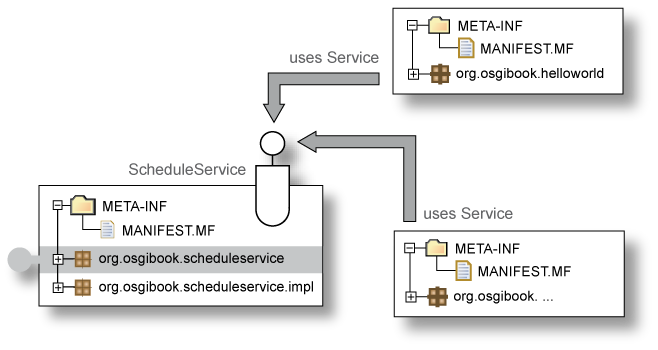 META-INF
MANIFEST.MF
org.osgibook.helloworld
uses Service
ScheduleService
META-INF
MANIFEST.MF
org.osgibook.scheduleservice
org.osgibook.scheduleservice.impl
uses Service
META-INF
MANIFEST.MF
org.osgibook. ...